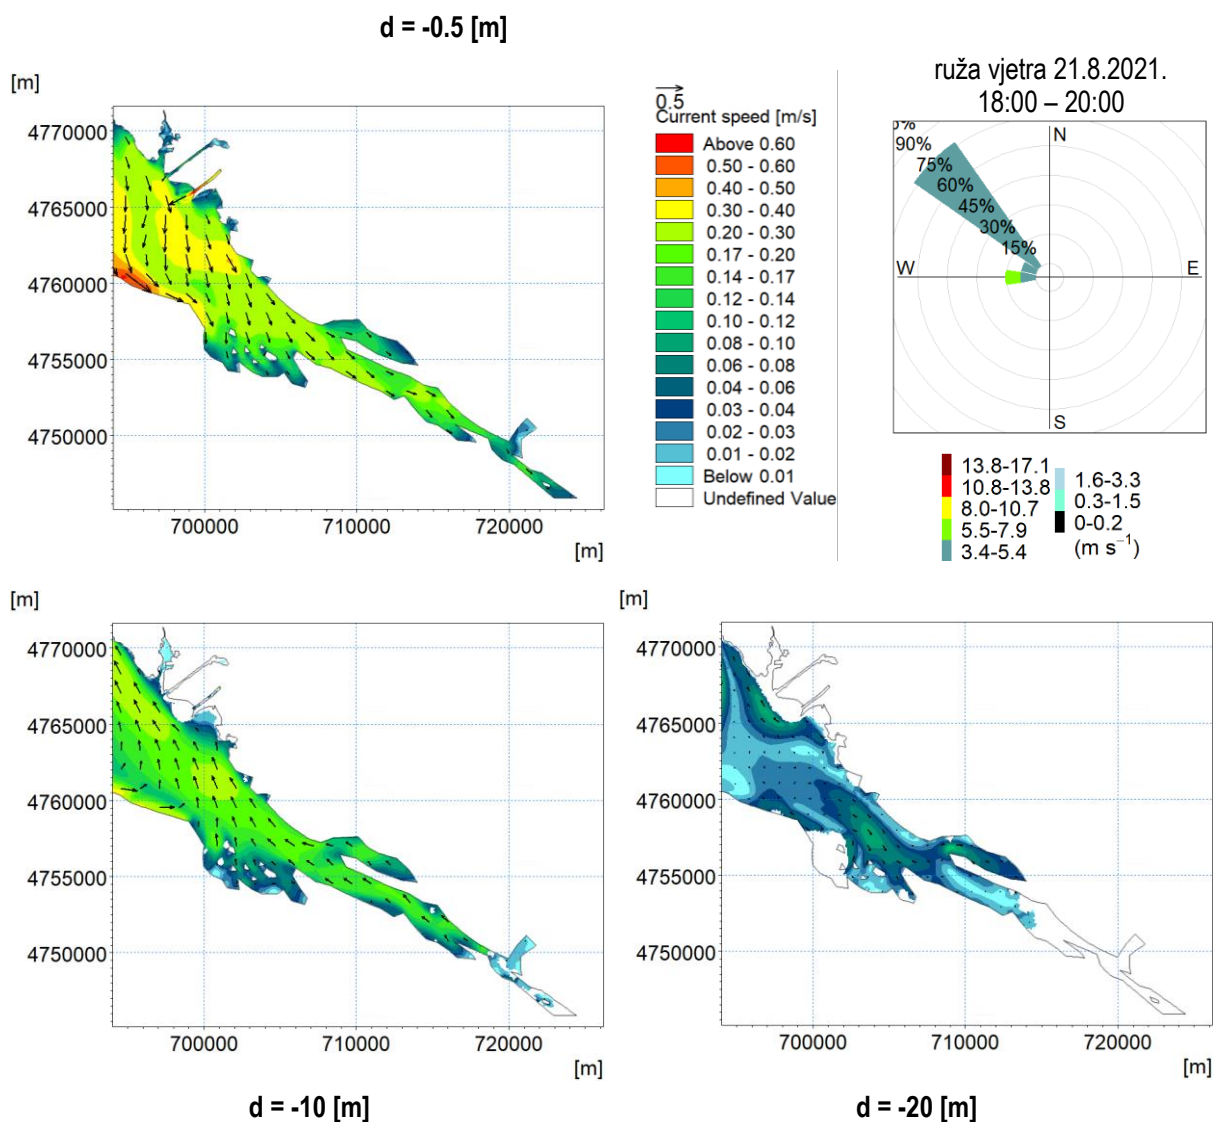 d = -0.5 [m]
[m]
4770000
4765000
4760000
4755000
4750000
700000 710000 720000
[m]
0.5
Current speed [m/s]
Above 0.60
0.50 - 0.60
0.40 - 0.50
0.30 - 0.40
0.20 - 0.30
0.17 - 0.20
0.14 - 0.17
0.12 - 0.14
0.10 - 0.12
0.08 - 0.10
0.06 - 0.08
0.04 - 0.06
0.03 - 0.04
0.02 - 0.03
0.01 - 0.02
Below 0.01
Undefined Value
ruža vjetra 21.8.2021.
18:00 – 20:00
N
90%
75%
60%
45%
30%
15%
W E
S
13.8-17.1
10.8-13.8
8.0-10.7
5.5-7.9
3.4-5.4
1.6-3.3
0.3-1.5
0-0.2
(m s⁻¹)
[m]
4770000
4765000
4760000
4755000
4750000
700000 710000 720000
[m]
d = -10 [m]
[m]
4770000
4765000
4760000
4755000
4750000
700000 710000 720000
[m]
d = -20 [m]